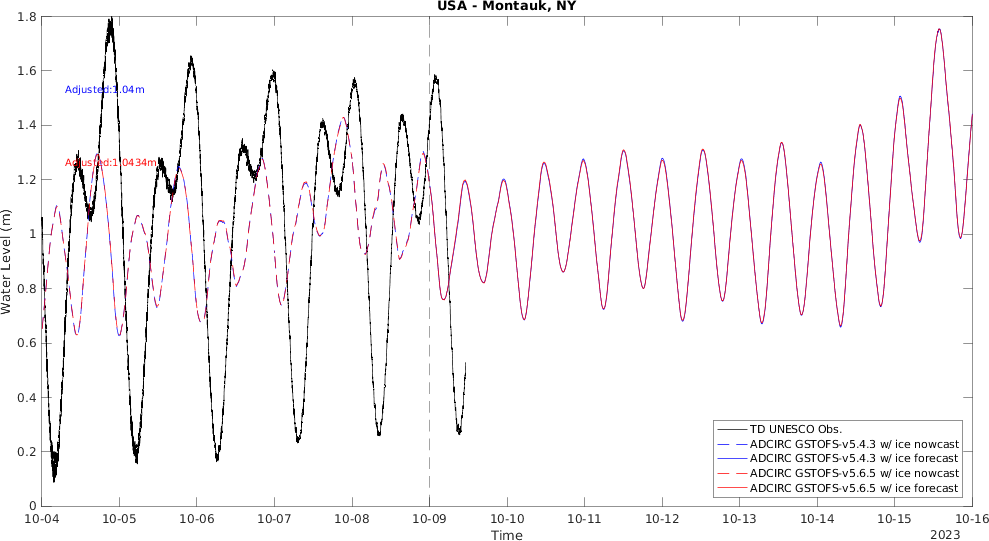 USA - Montauk, NY
1.8
1.6
1.4
1.2
1
0.8
0.6
0.4
0.2
0
Water Level (m)
Adjusted:1.04m
Adjusted:1.0434m
TD UNESCO Obs.
ADCIRC GSTOFS-v5.4.3 w/ ice nowcast
ADCIRC GSTOFS-v5.4.3 w/ ice forecast
ADCIRC GSTOFS-v5.6.5 w/ ice nowcast
ADCIRC GSTOFS-v5.6.5 w/ ice forecast
10-04 10-05 10-06 10-07 10-08 10-09 10-10 10-11 10-12 10-13 10-14 10-15 10-16
Time
2023